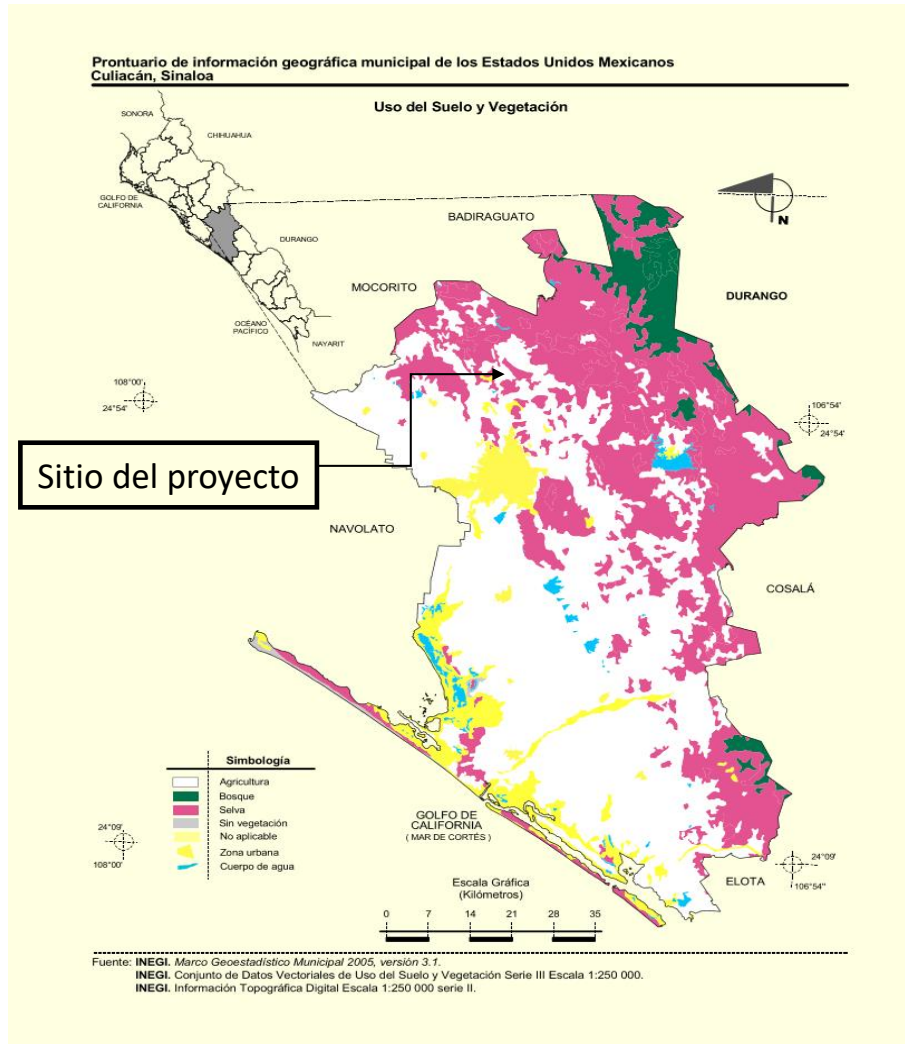 Prontuario de información geográfica municipal de los Estados Unidos Mexicanos
Culiacán, Sinaloa
Uso del Suelo y Vegetación
SONORA
CHIHUAHUA
GOLFO DE
CALIFORNIA
DURANGO
OCÉANO
PACÍFICO
NAYARIT
BADIRAGUATO
N
MOCORITO
DURANGO
108°00'
24°54'
106°54'
24°54'
Sitio del proyecto
NAVOLATO
COSALÁ
Simbología
Agricultura
Bosque
Selva
Sin vegetación
No aplicable
Zona urbana
Cuerpo de agua
24°09'
108°00'
GOLFO DE
CALIFORNIA
( MAR DE CORTÉS )
24°09'
106°54"
ELOTA
Escala Gráfica
(Kilómetros)
0 7 14 21 28 35
Fuente: INEGI. Marco Geoestadístico Municipal 2005, versión 3.1.
INEGI. Conjunto de Datos Vectoriales de Uso del Suelo y Vegetación Serie III Escala 1:250 000.
INEGI. Información Topográfica Digital Escala 1:250 000 serie II.